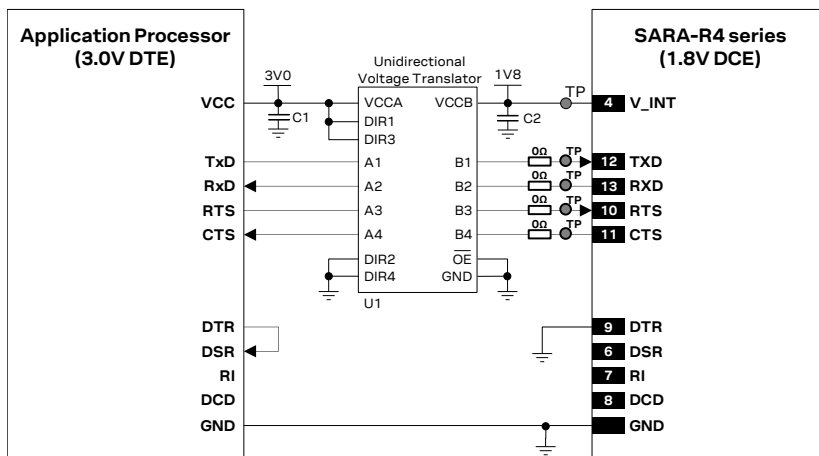 Application Processor
(3.0V DTE)
SARA-R4 series
(1.8V DCE)
Unidirectional
Voltage Translator
3V0
1V8
TP
VCC
VCCA
VCCB
4
V_INT
C1
DIR1
C2
DIR3
0Ω
TP
TxD
A1
B1
12
TXD
0Ω
TP
RxD
A2
B2
13
RXD
0Ω
TP
RTS
A3
B3
10
RTS
0Ω
TP
CTS
A4
B4
11
CTS
DIR2
OE
DIR4
GND
U1
DTR
9
DTR
DSR
6
DSR
RI
7
RI
DCD
8
DCD
GND
GND